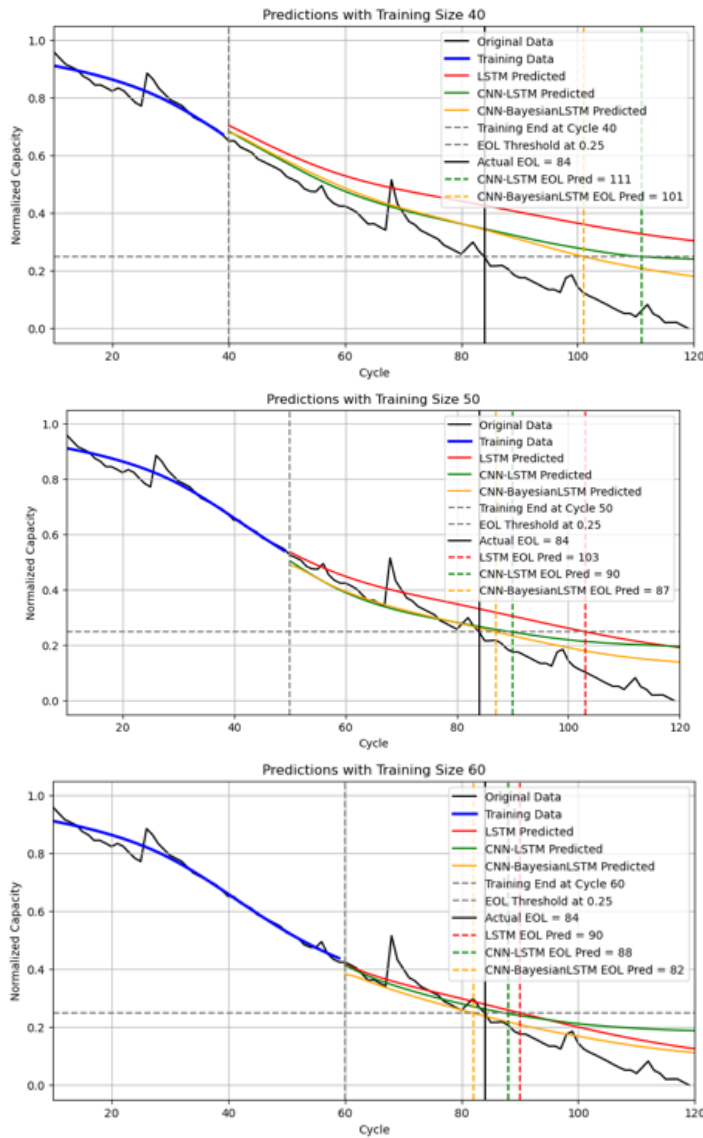 Predictions with Training Size 40
1.0
0.8
0.6
0.4
0.2
0.0
Normalized Capacity
Original Data
Training Data
LSTM Predicted
CNN-LSTM Predicted
CNN-BayesianLSTM Predicted
Training End at Cycle 40
EOL Threshold at 0.25
Actual EOL = 84
CNN-LSTM EOL Pred = 111
CNN-BayesianLSTM EOL Pred = 101
20 40 60 80 100 120
Cycle
Predictions with Training Size 50
1.0
0.8
0.6
0.4
0.2
0.0
Normalized Capacity
Original Data
Training Data
LSTM Predicted
CNN-LSTM Predicted
CNN-BayesianLSTM Predicted
Training End at Cycle 50
EOL Threshold at 0.25
Actual EOL = 84
LSTM EOL Pred = 103
CNN-LSTM EOL Pred = 90
CNN-BayesianLSTM EOL Pred = 87
20 40 60 80 100 120
Cycle
Predictions with Training Size 60
1.0
0.8
0.6
0.4
0.2
0.0
Normalized Capacity
Original Data
Training Data
LSTM Predicted
CNN-LSTM Predicted
CNN-BayesianLSTM Predicted
Training End at Cycle 60
EOL Threshold at 0.25
Actual EOL = 84
LSTM EOL Pred = 90
CNN-LSTM EOL Pred = 88
CNN-BayesianLSTM EOL Pred = 82
20 40 60 80 100 120
Cycle